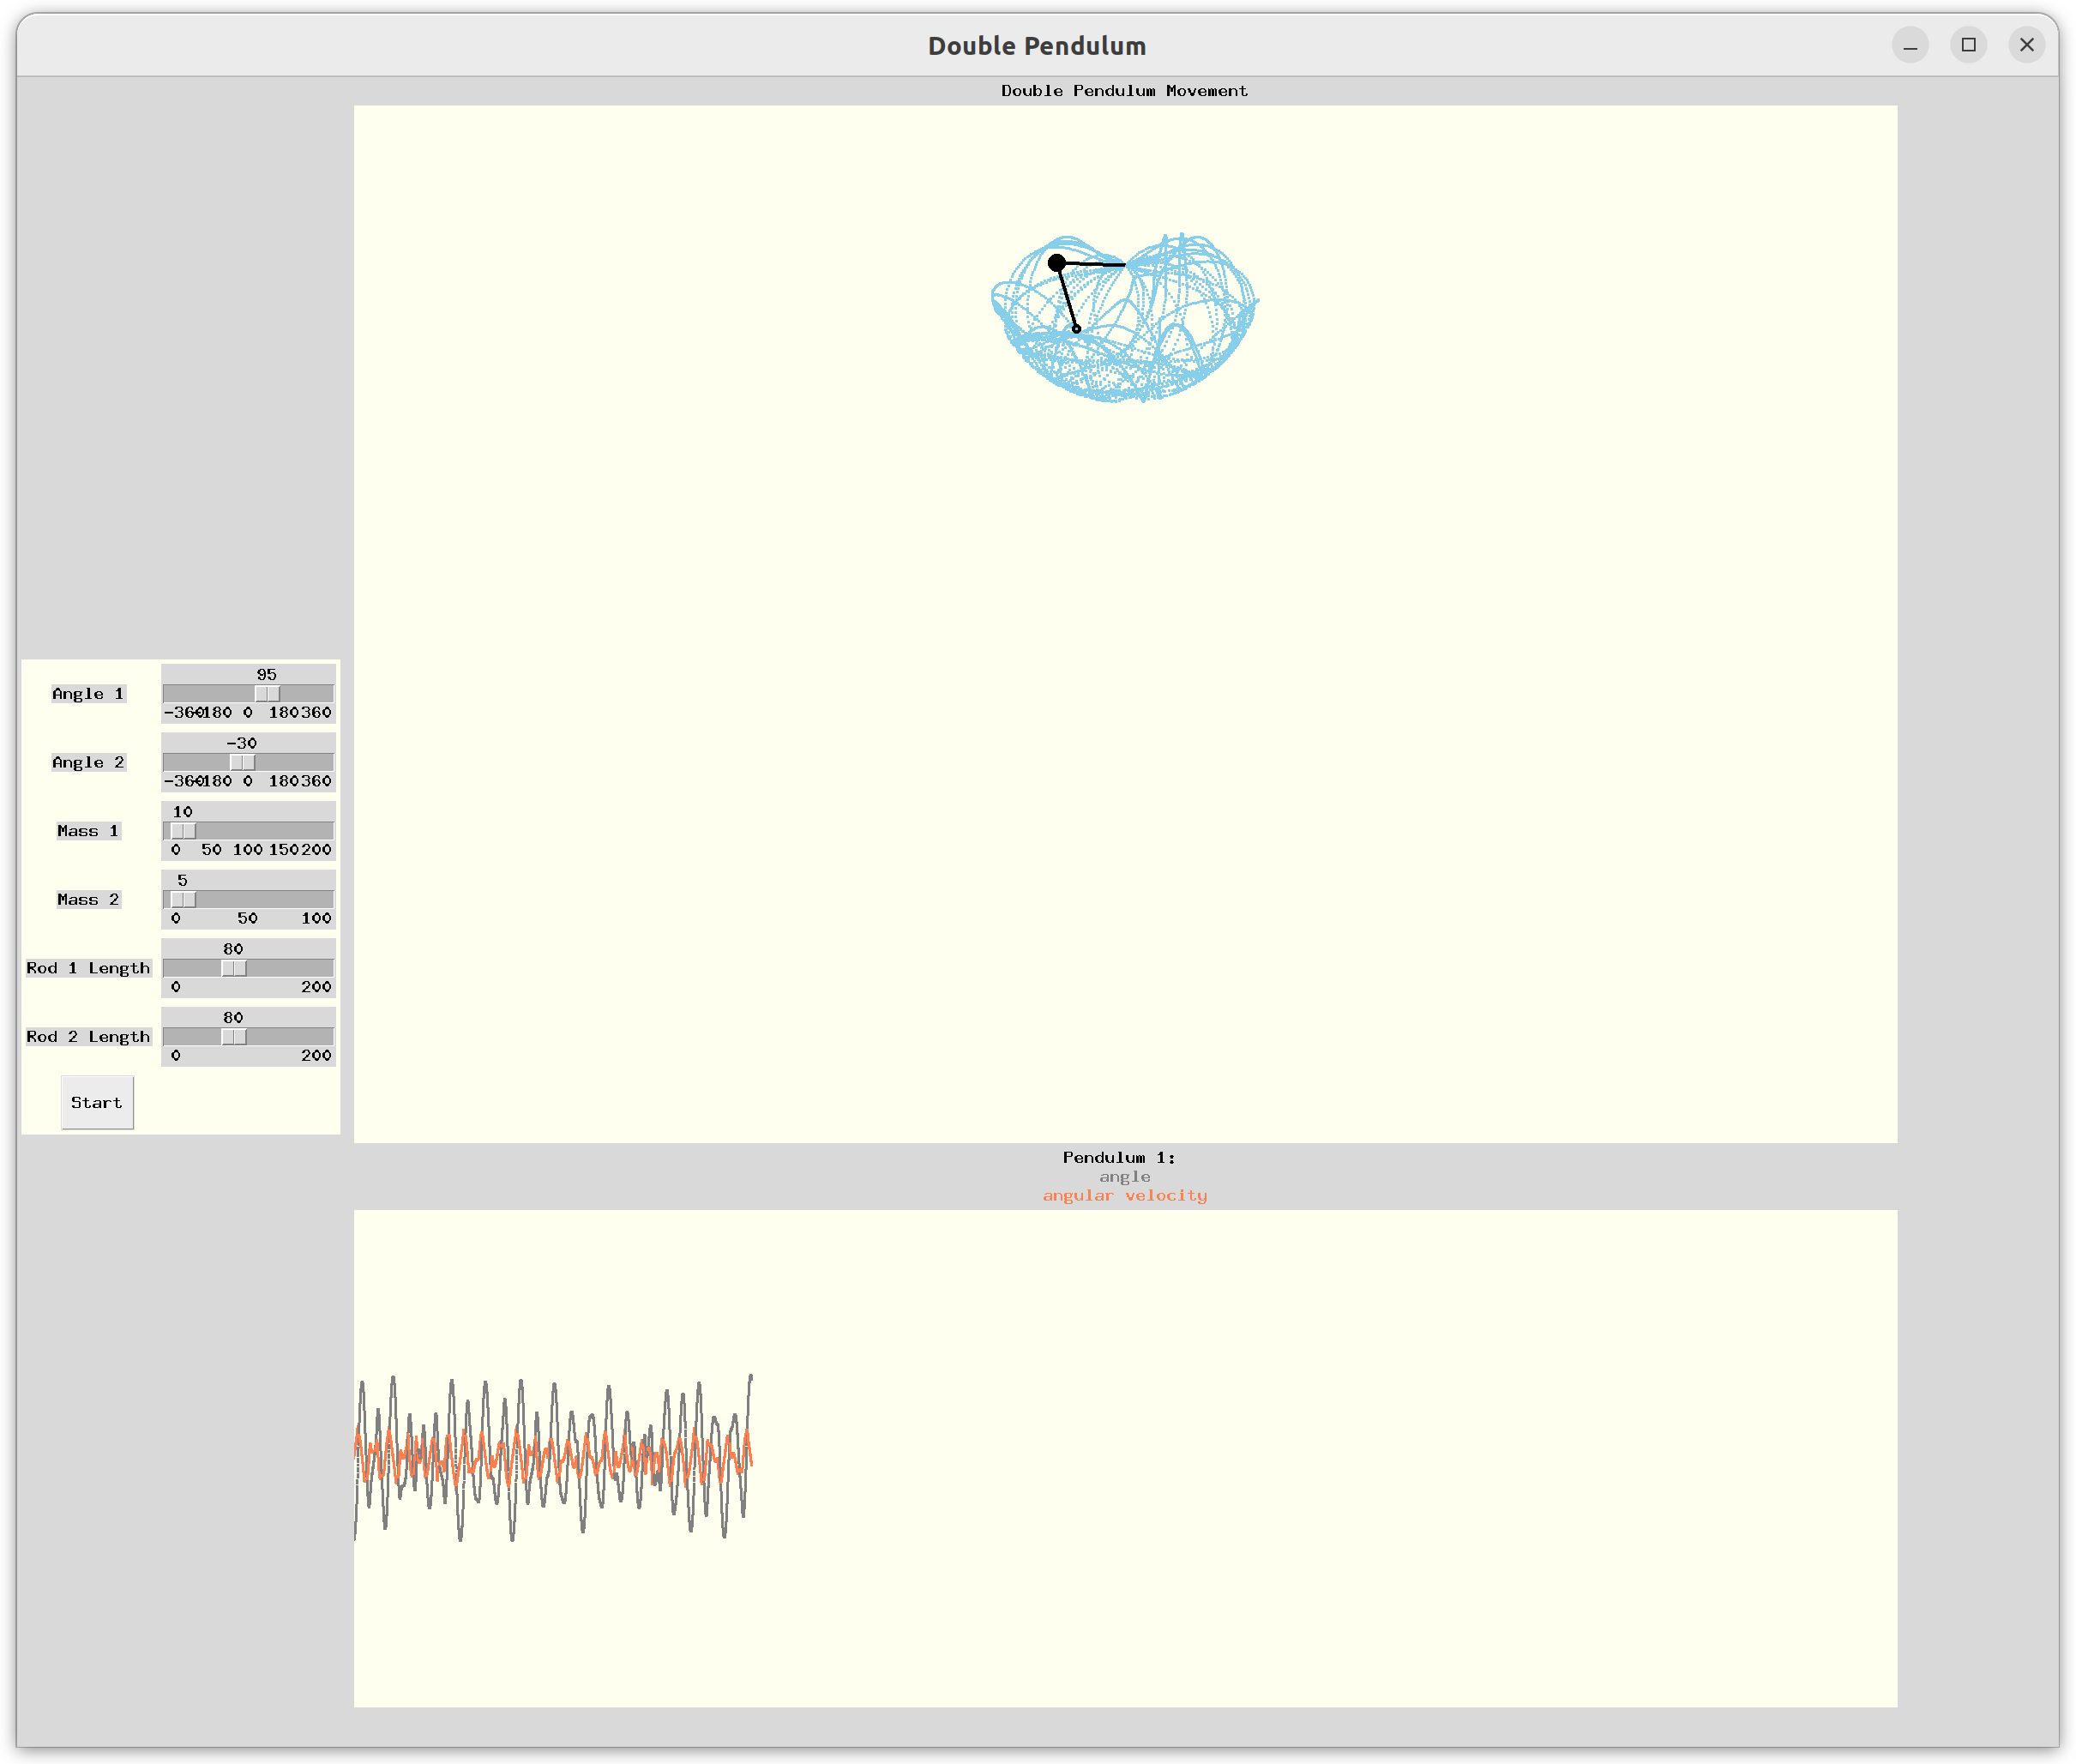 Double Pendulum
Double Pendulum Movement
95
Angle 1
-360 -180 0 180 360
-30
Angle 2
-360 -180 0 180 360
10
Mass 1
0 50 100 150 200
5
Mass 2
0 50 100
80
Rod 1 Length
0 200
80
Rod 2 Length
0 200
Start
Pendulum 1:
angle
angular velocity